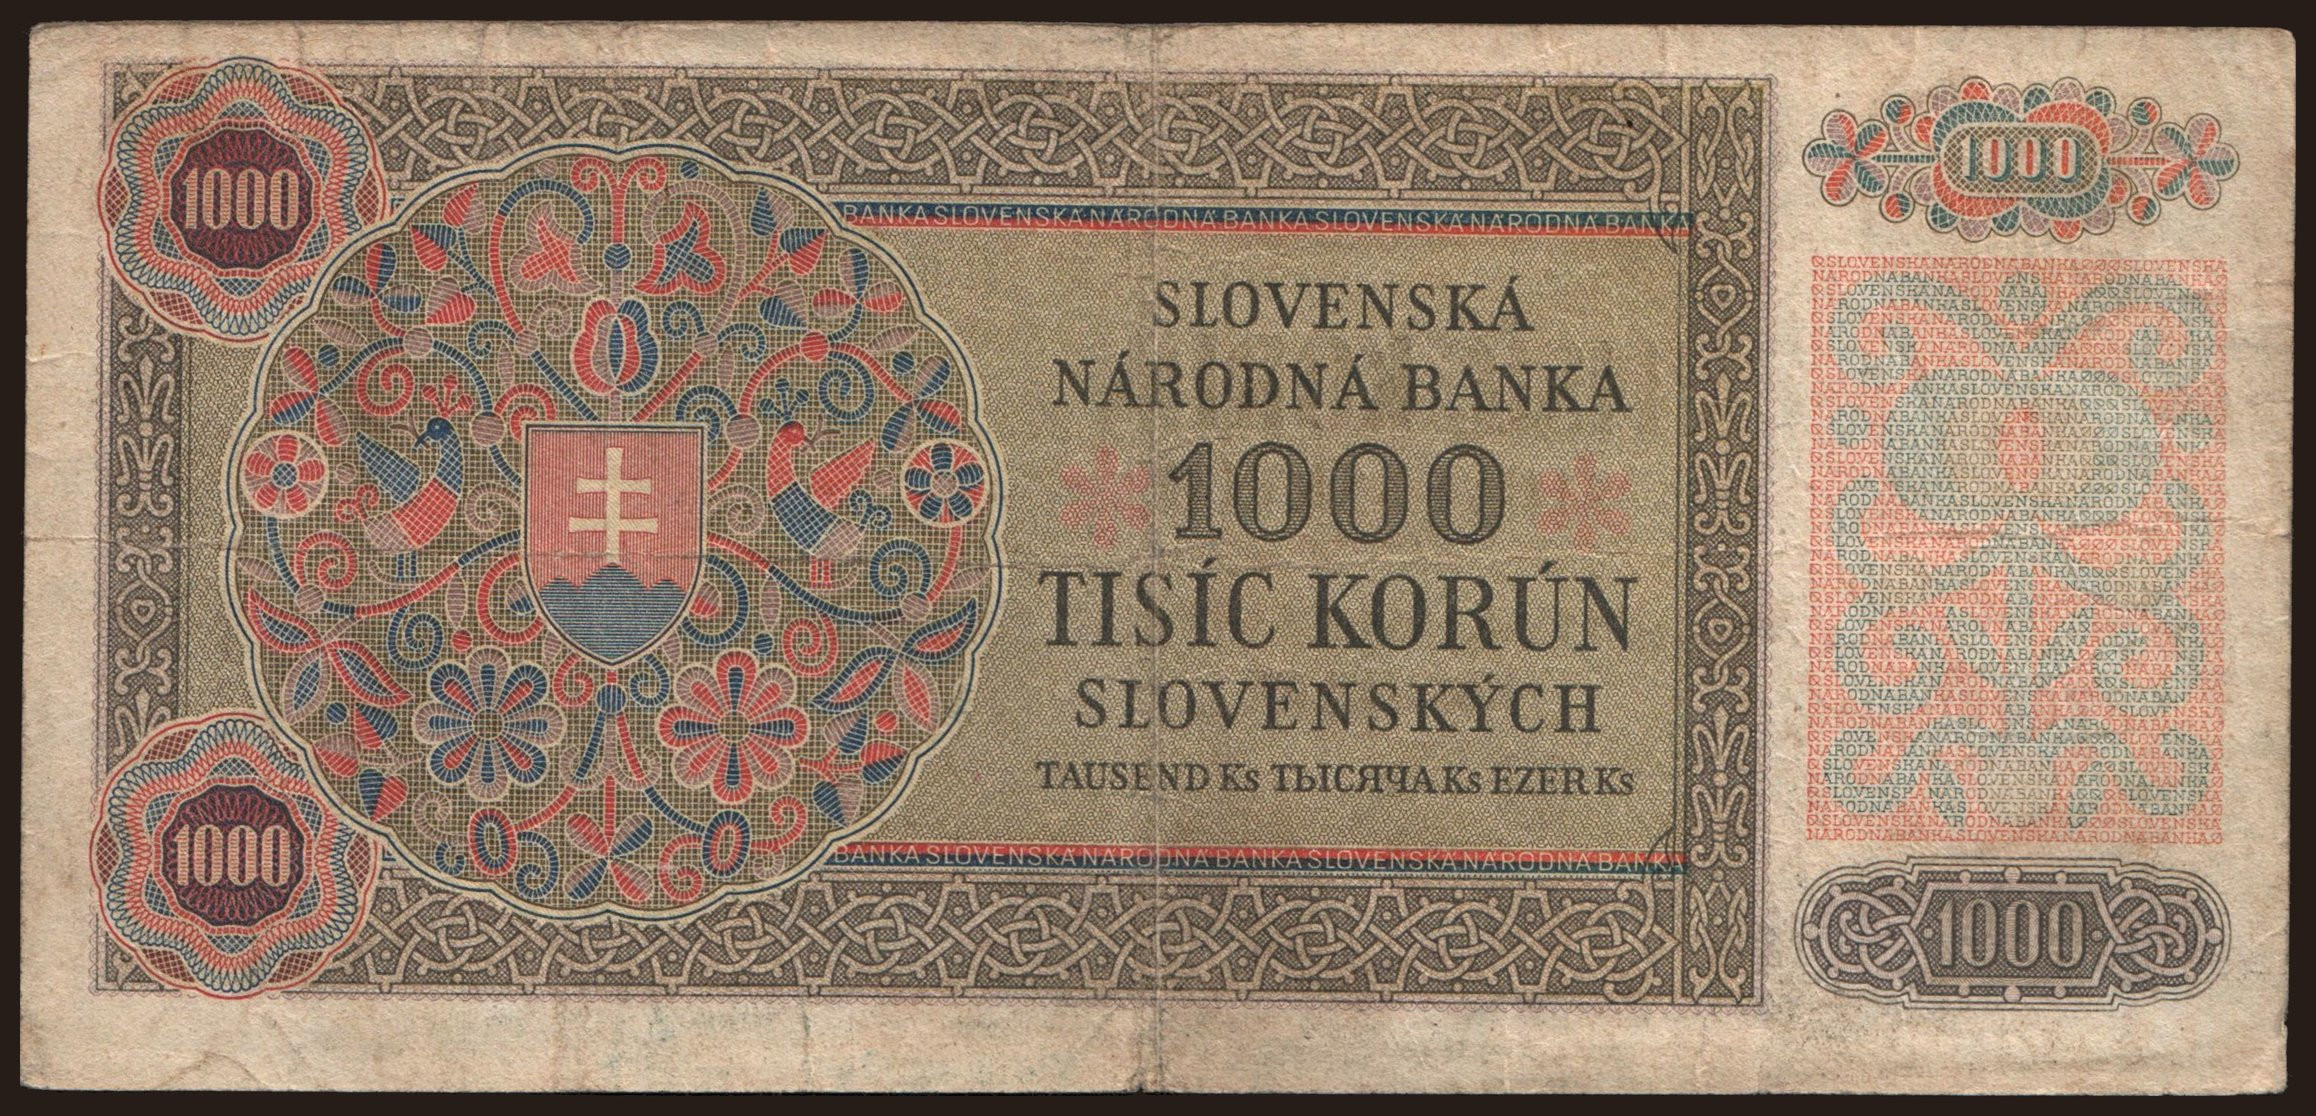 1000
1000
BANKA SLOVENSKÁ NÁRODNÁ BANKA SLOVENSKÁ NÁRODNÁ BANKA
SLOVENSKÁ
NÁRODNÁ BANKA
1000
TISÍC KORÚN
SLOVENSKÝCH
TAUSEND Ks ТЫСЯЧА Ks EZER Ks
BANKA SLOVENSKÁ NÁRODNÁ BANKA SLOVENSKÁ NÁRODNÁ BANKA
1000
1000